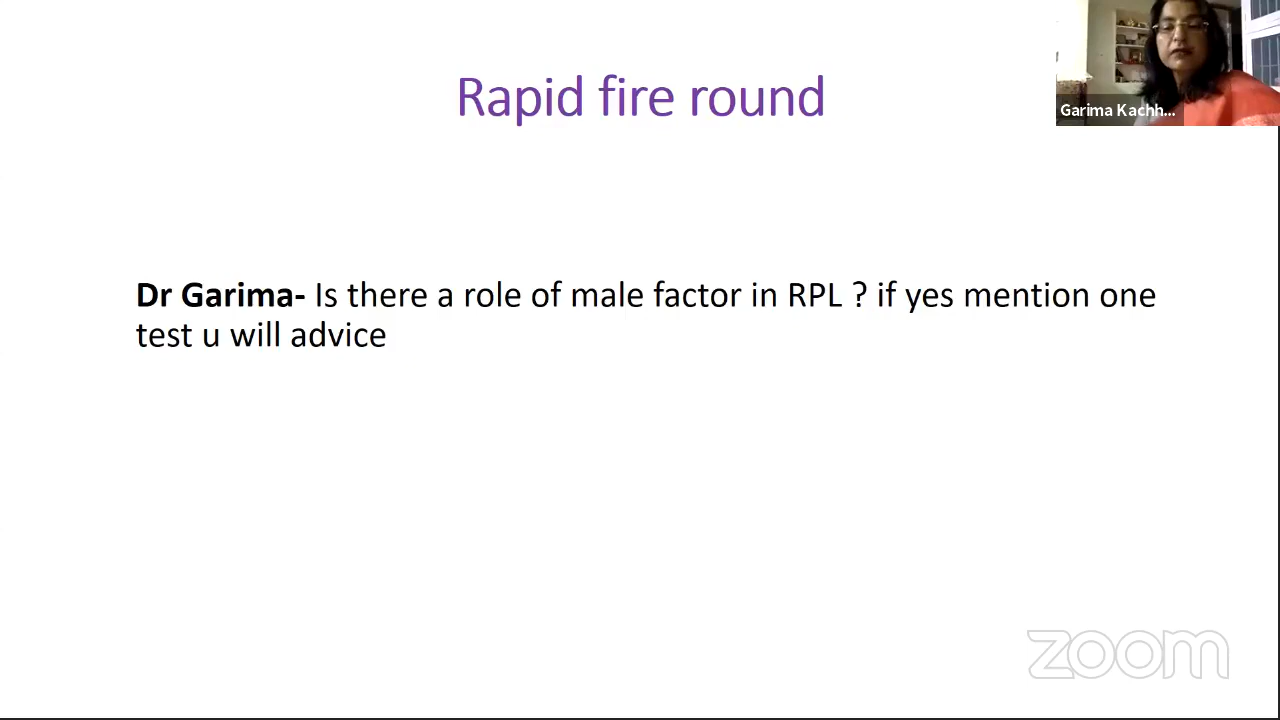 Rapid fire round
Garima Kachh...
Dr Garima- Is there a role of male factor in RPL ? if yes mention one
test u will advice
zoom